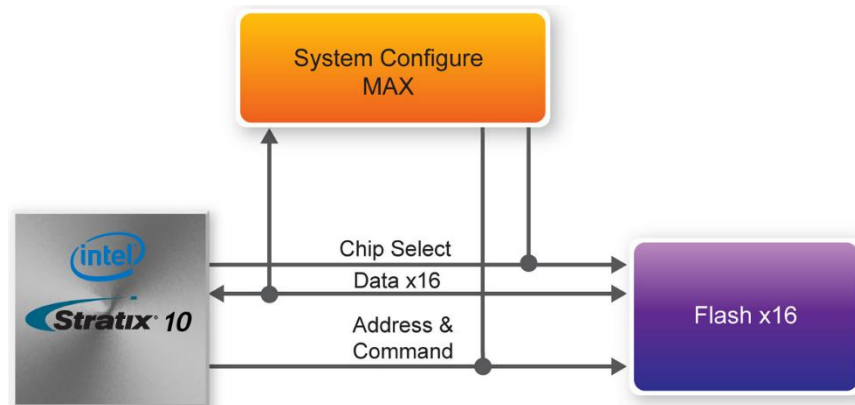 System Configure
MAX
Chip Select
Data x16
Address &
Command
intel
Stratix® 10
Flash x16